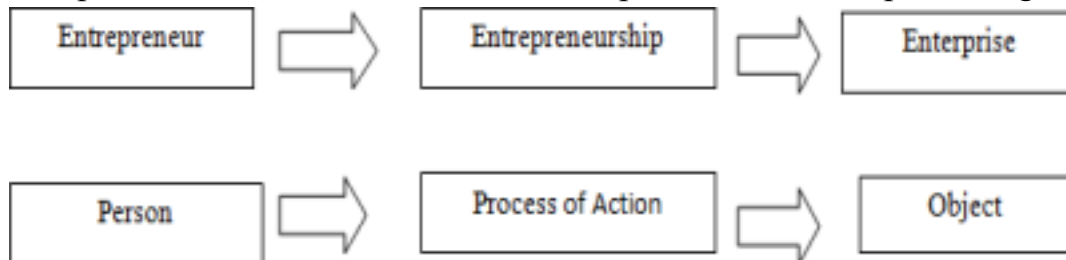 Entrepreneur Entrepreneurship Enterprise
Person Process of Action Object